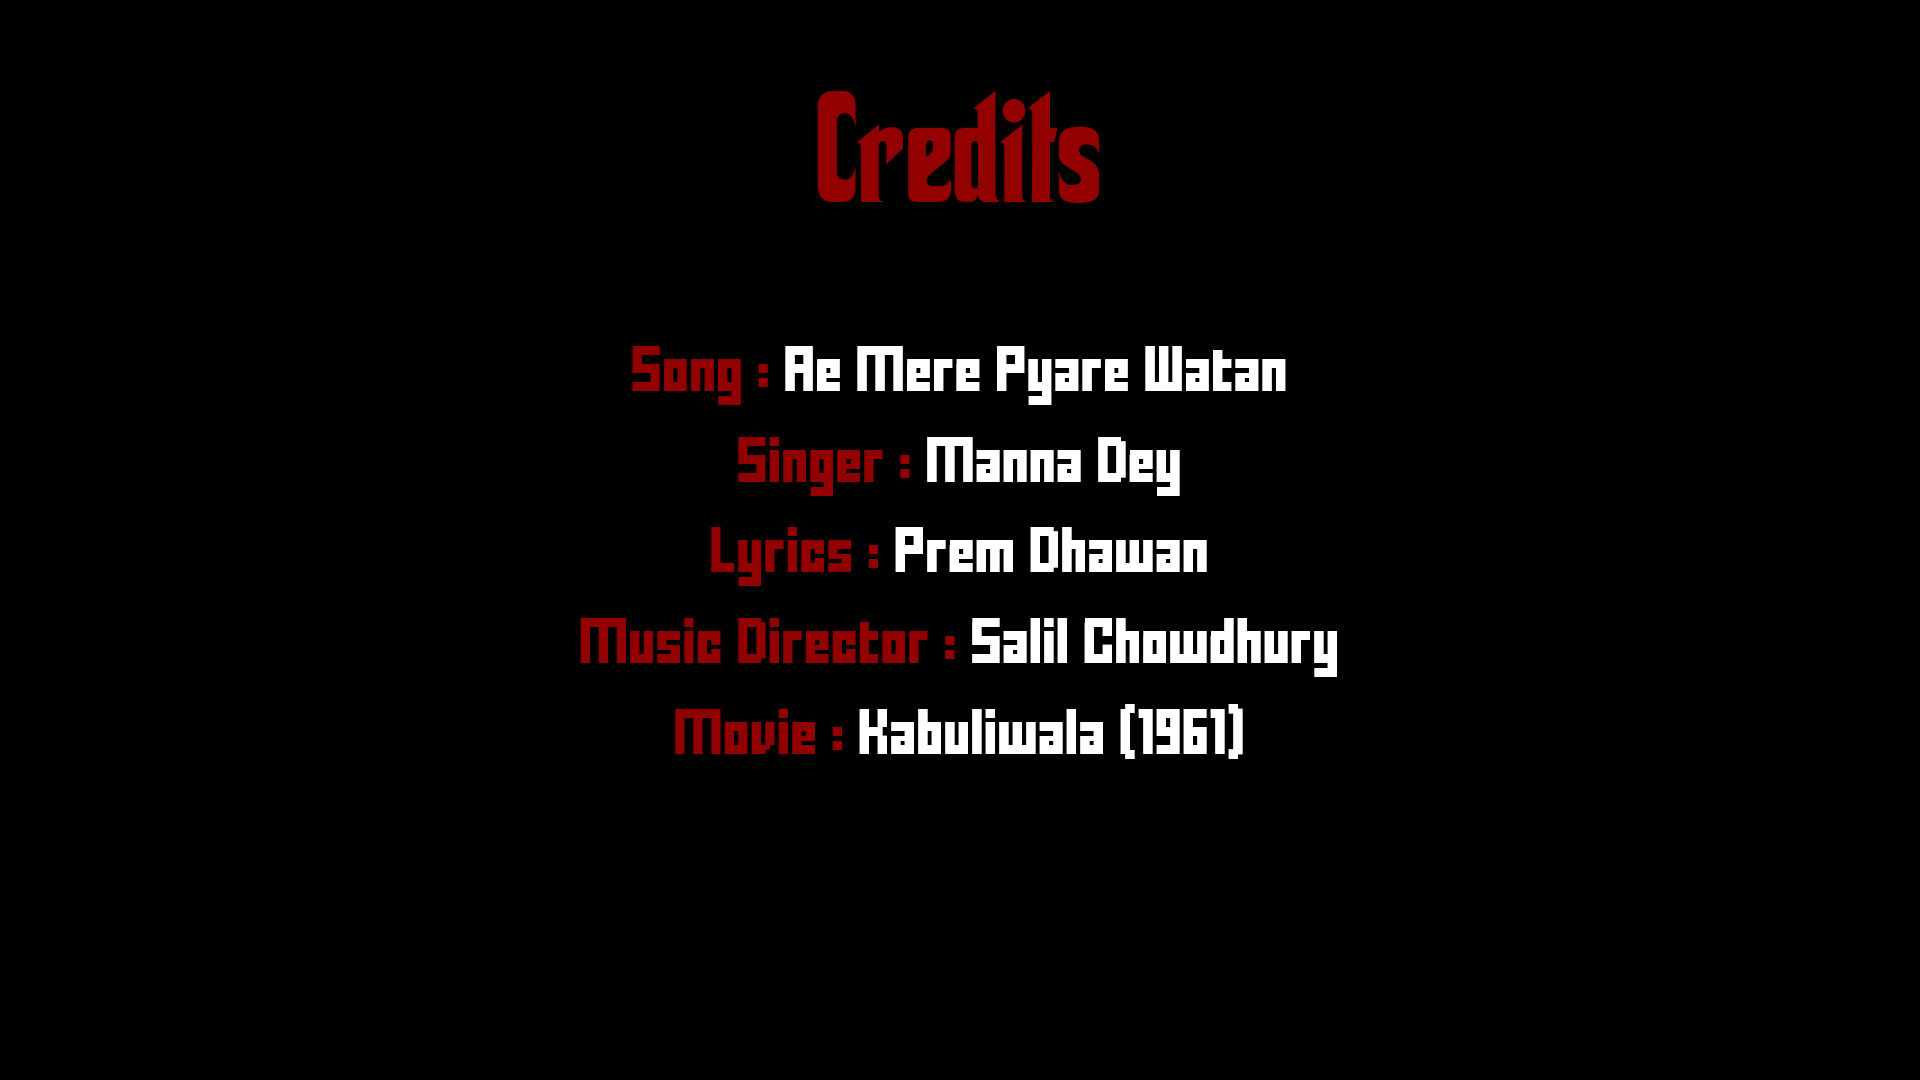 Credits
Song : Ae Mere Pyare Watan
Singer : Manna Dey
Lyrics : Prem Dhawan
Music Director : Salil Chowdhury
Movie : Kabuliwala (1961)